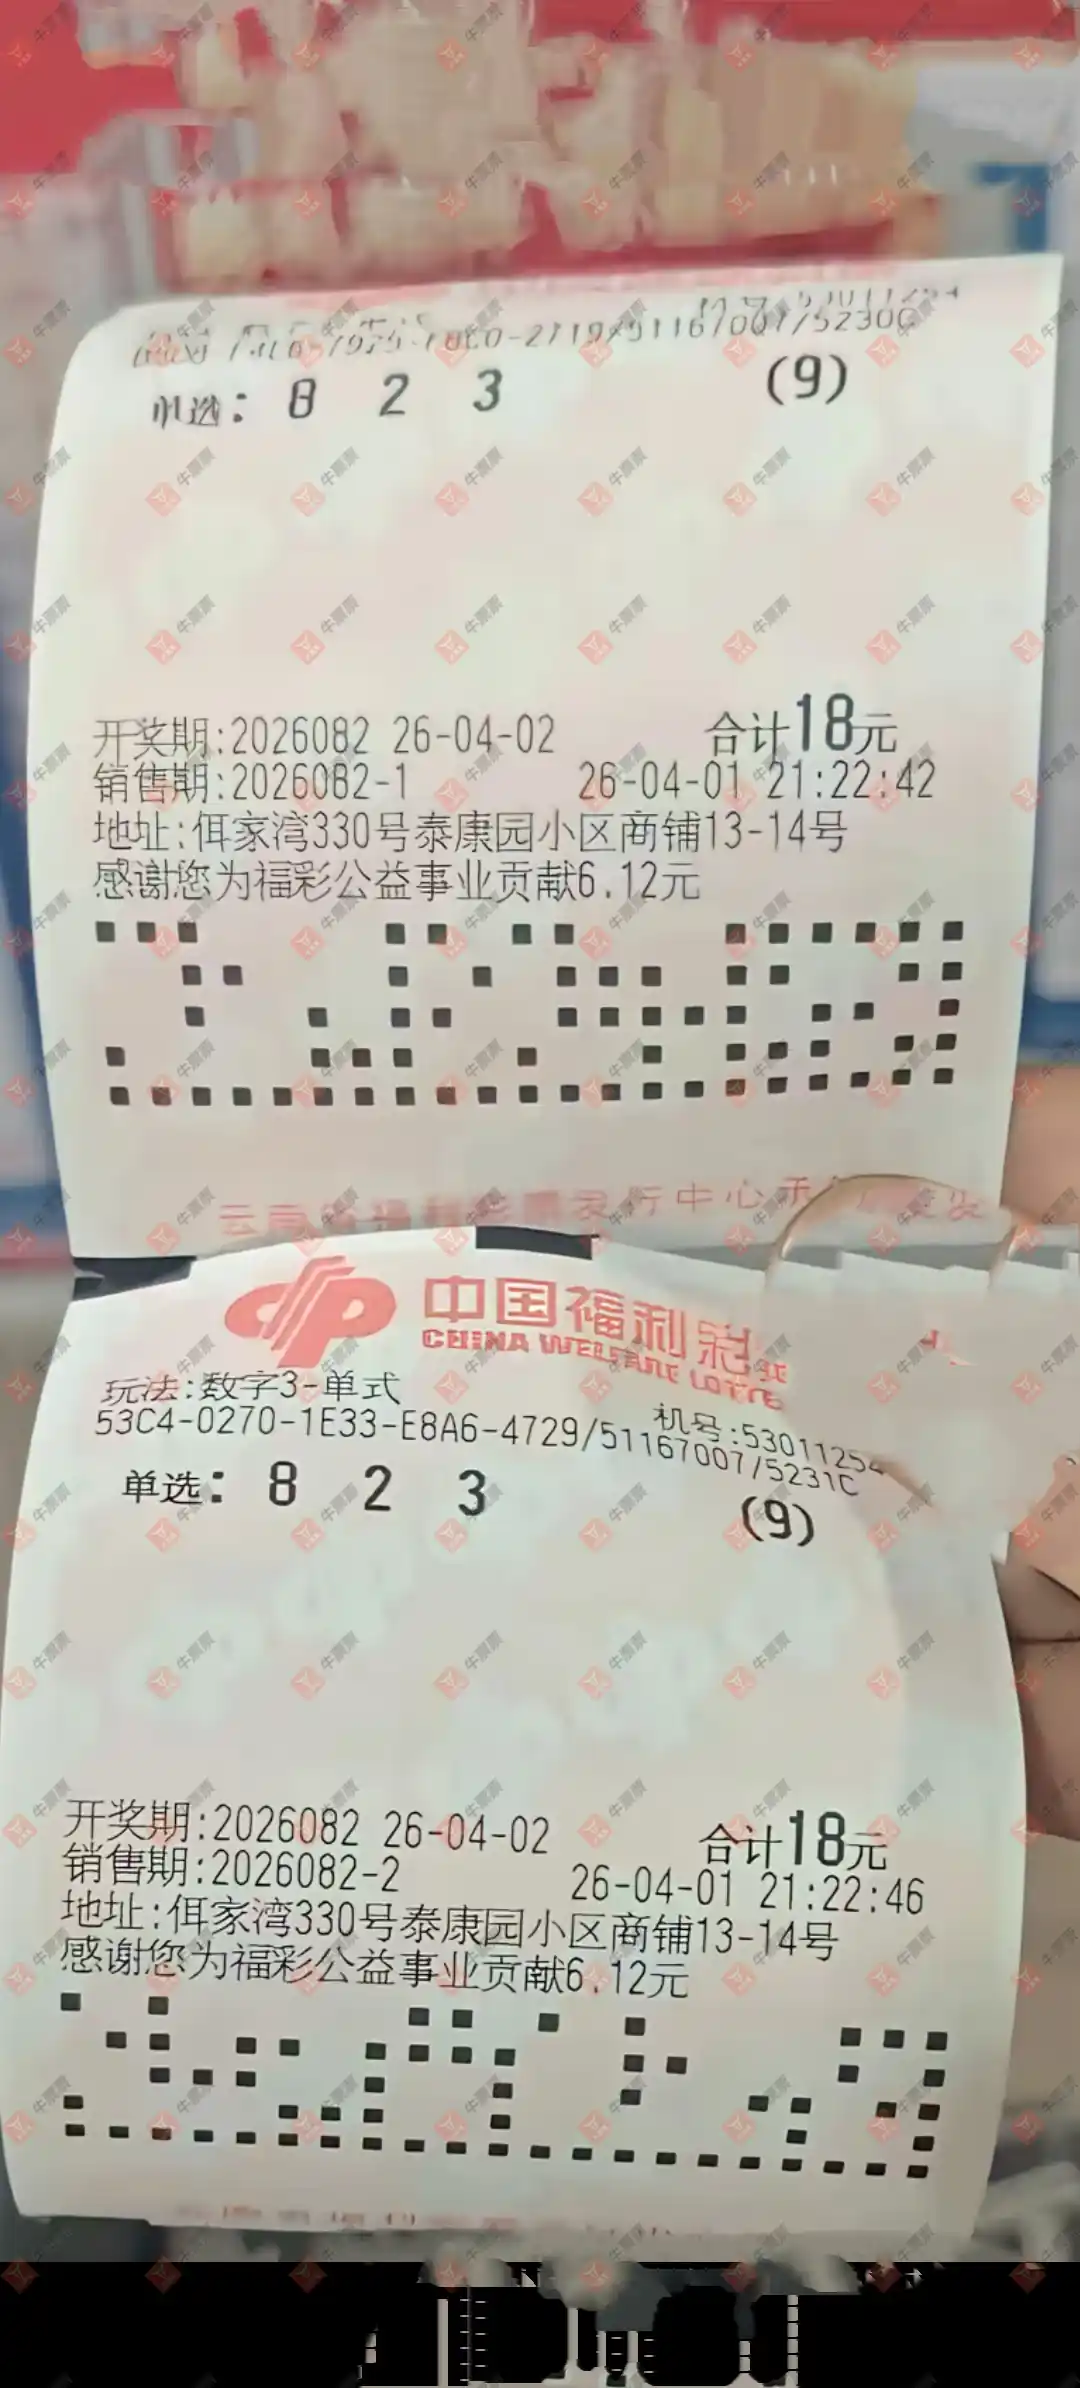 单选: 8 2 3 (9)
开奖期:2026082 26-04-02 合计18元
销售期:2026082-1 26-04-01 21:22:42
地址:佴家湾330号泰康园小区商铺13-14号
感谢您为福彩公益事业贡献6.12元
中国福利彩
CHINA WELFARE LOTTE
玩法:数字3-单式
机号:53011254
53C4-0270-1E33-E8A6-4729/51167007/5231C
单选: 8 2 3 (9)
开奖期:2026082 26-04-02 合计18元
销售期:2026082-2 26-04-01 21:22:46
地址:佴家湾330号泰康园小区商铺13-14号
感谢您为福彩公益事业贡献6.12元
牛票票